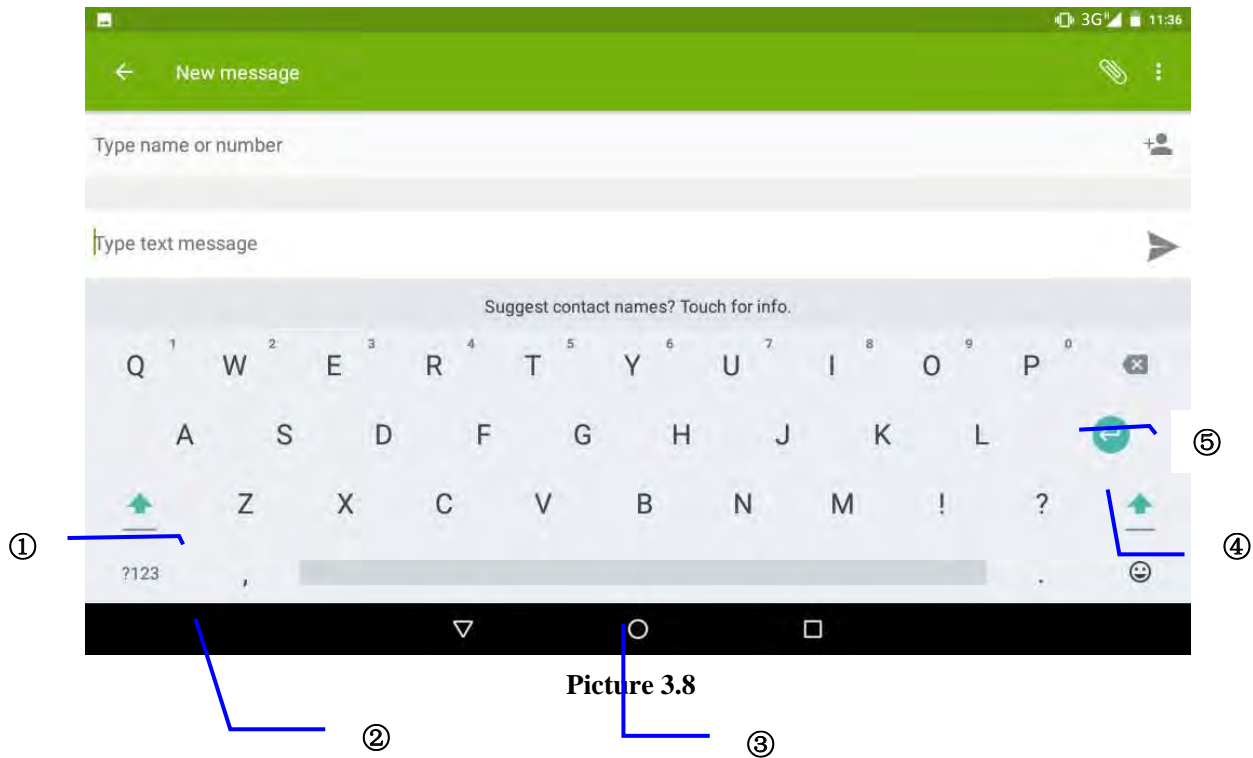 3G H 11:36
New message
Type name or number
Type text message
Suggest contact names? Touch for info.
Q 1 W 2 E 3 R 4 T 5 Y 6 U 7 I 8 O 9 P 0
A S D F G H J K L
⑤
Z X C V B N M ! ?
①
④
?123 , .
Picture 3.8
②
③